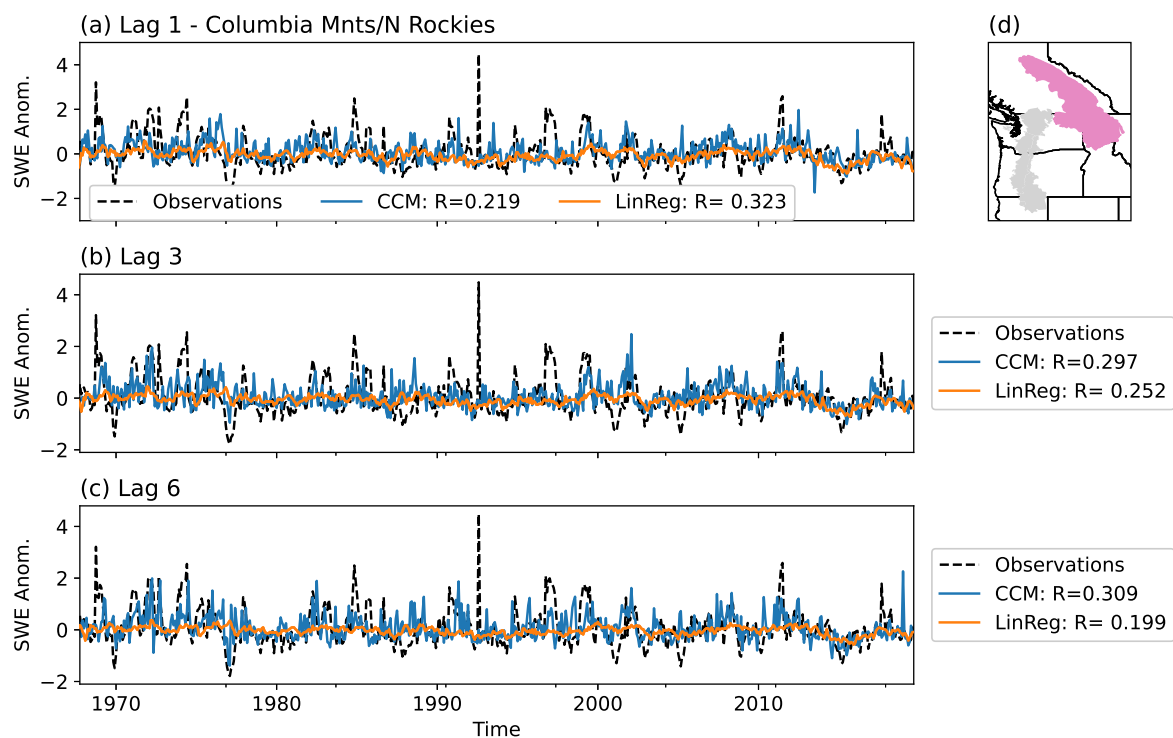 (a) Lag 1 - Columbia Mnts/N Rockies
(d)
SWE Anom.
4
2
0
−2
Observations CCM: R=0.219 LinReg: R= 0.323
(b) Lag 3
SWE Anom.
4
2
0
−2
Observations
CCM: R=0.297
LinReg: R= 0.252
(c) Lag 6
SWE Anom.
4
2
0
−2
Observations
CCM: R=0.309
LinReg: R= 0.199
1970 1980 1990 2000 2010
Time